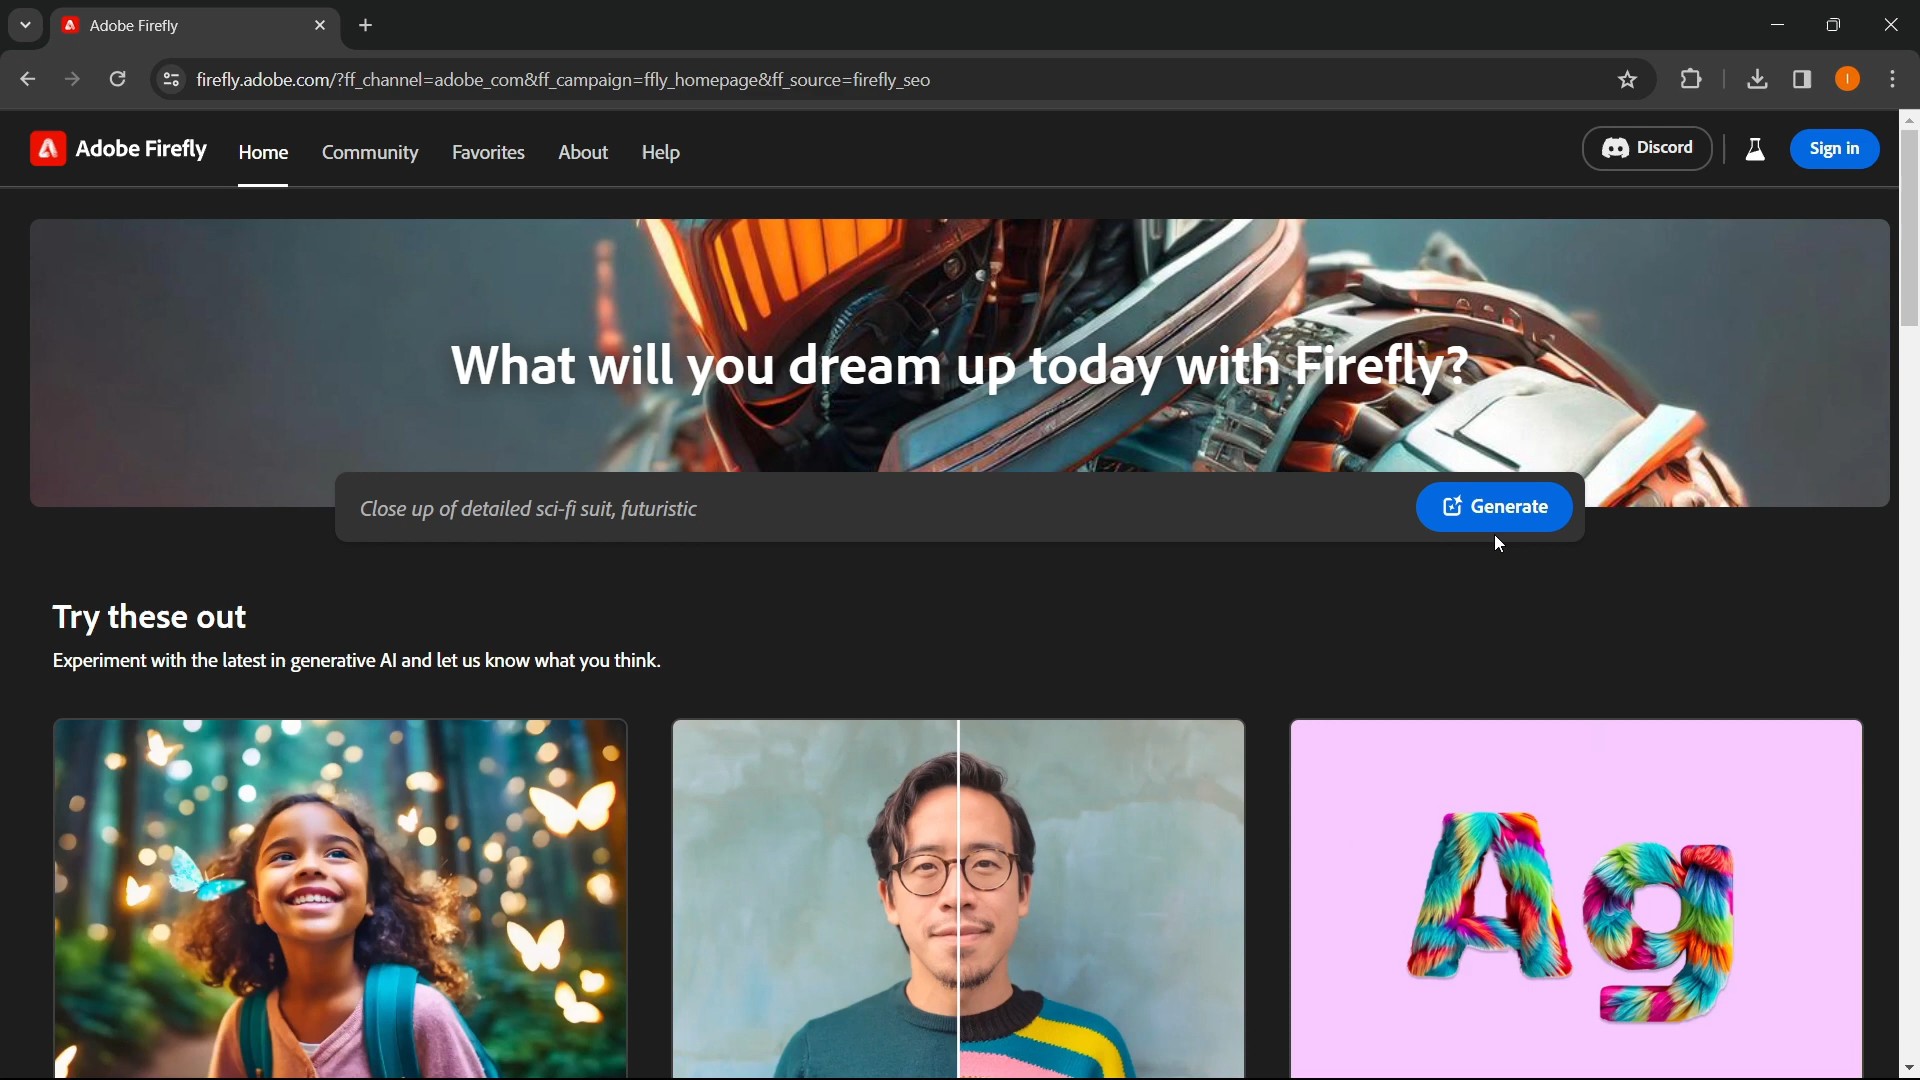 Adobe Firefly
firefly.adobe.com/?ff_channel=adobe_com&ff_campaign=ffly_homepage&ff_source=firefly_seo
I
Adobe Firefly
Home
Community
Favorites
About
Help
Discord
Sign in
What will you dream up today with Firefly?
Close up of detailed sci-fi suit, futuristic
Generate
Try these out
Experiment with the latest in generative AI and let us know what you think.
Ag